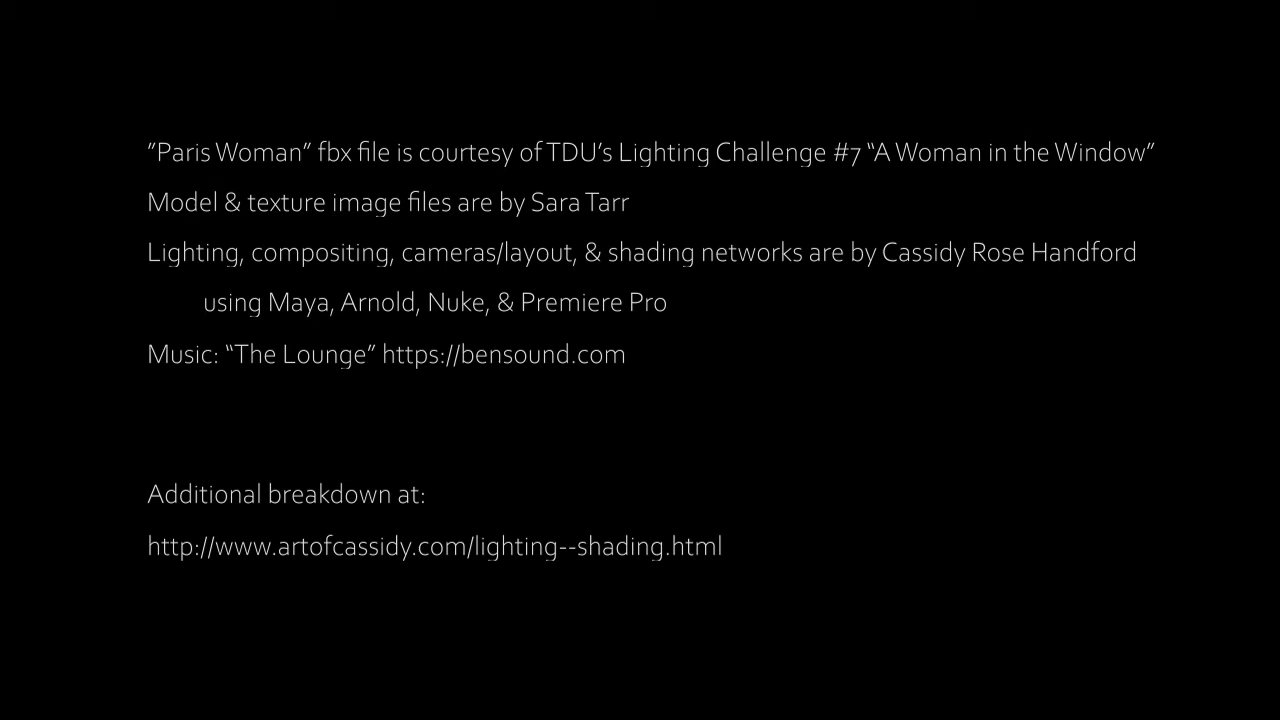 ”Paris Woman” fbx file is courtesy of TDU’s Lighting Challenge #7 “A Woman in the Window”
Model & texture image files are by Sara Tarr
Lighting, compositing, cameras/layout, & shading networks are by Cassidy Rose Handford
using Maya, Arnold, Nuke, & Premiere Pro
Music: “The Lounge” https://bensound.com
Additional breakdown at:
http://www.artofcassidy.com/lighting--shading.html